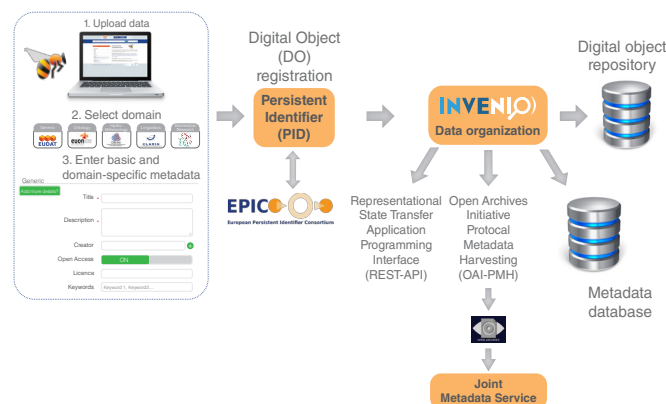 1. Upload data
2. Select domain
EUDAT
euon
CLARIN
3. Enter basic and
domain-specific metadata
Generic
Add more details?
Title
Description
Creator
Open Access
ON
Licence
Keywords
Keyword 1, Keyword2...
Digital Object
(DO)
registration
Persistent
Identifier
(PID)
EPIC
European Persistent Identifier Consortium
INVENIO
Data organization
Representational
State Transfer
Application
Programming
Interface
(REST-API)
Open Archives
Initiative
Protocal
Metadata
Harvesting
(OAI-PMH)
Joint
Metadata Service
Digital object
repository
Metadata
database